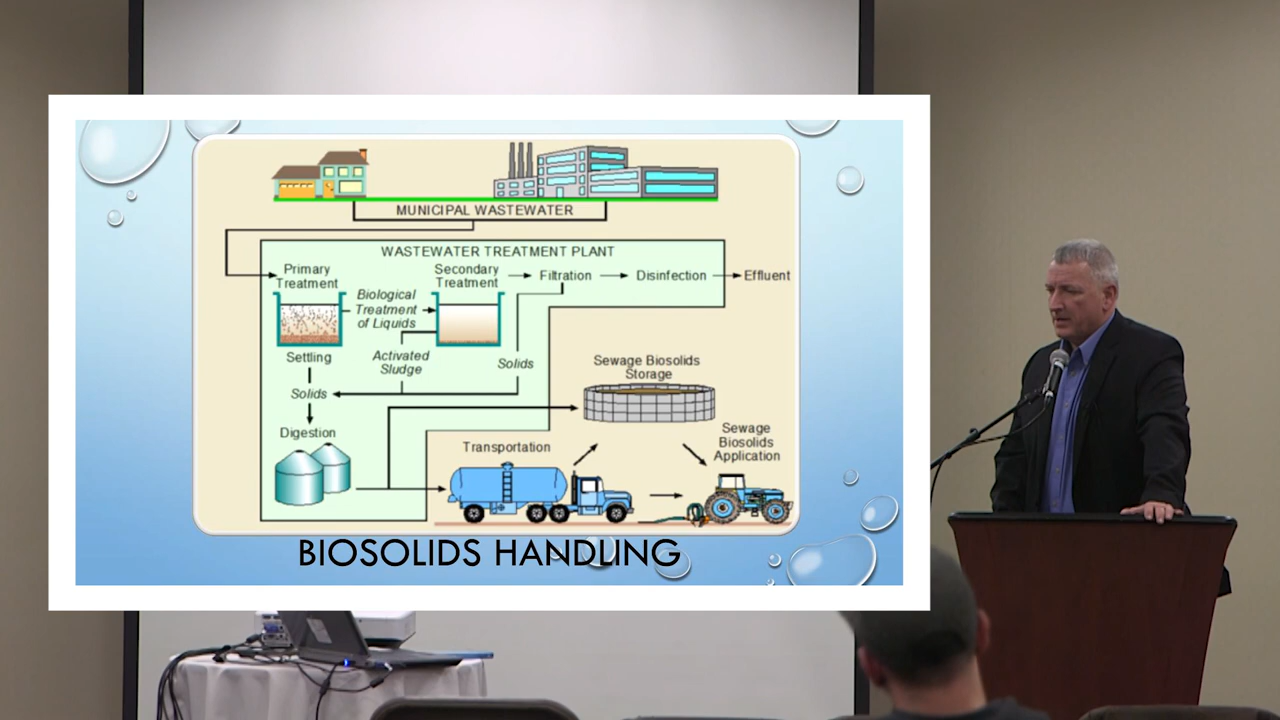 MUNICIPAL WASTEWATER
WASTEWATER TREATMENT PLANT
Primary
Treatment
Biological
Treatment
of Liquids
Secondary
Treatment
Filtration
Disinfection
Effluent
Settling
Activated
Sludge
Solids
Solids
Digestion
Sewage Biosolids
Storage
Transportation
Sewage
Biosolids
Application
BIOSOLIDS HANDLING